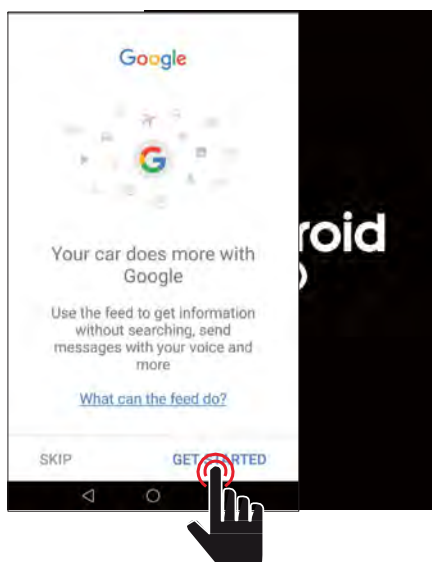 Google
Your car does more with
Google
Use the feed to get information
without searching, send
messages with your voice and
more
What can the feed do?
SKIP
GET STARTED
roid